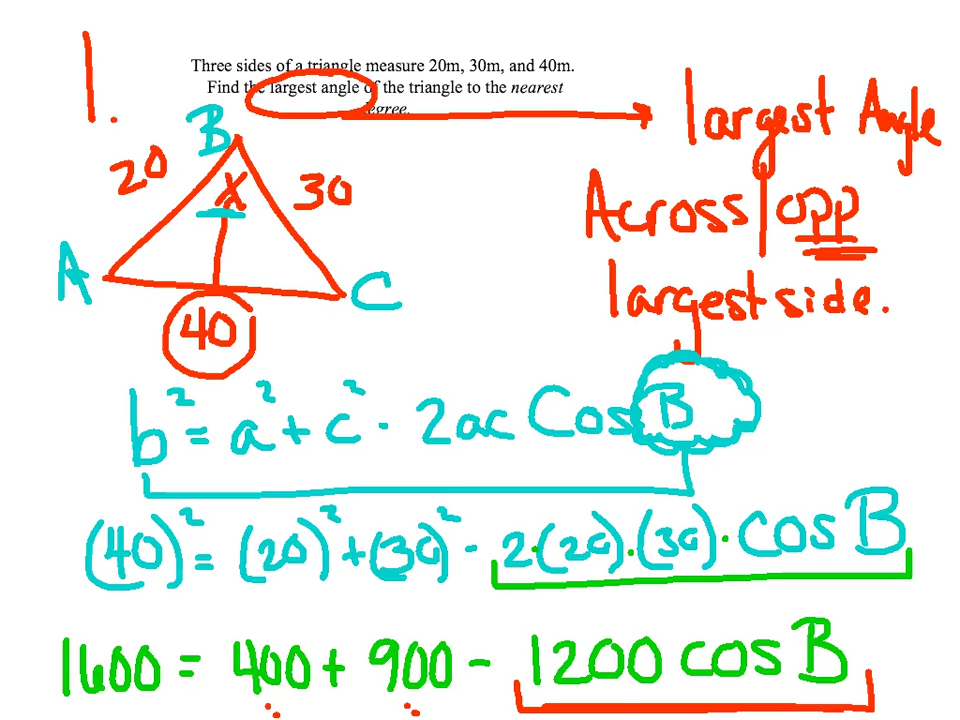 1.
Three sides of a triangle measure 20m, 30m, and 40m.
Find the largest angle of the triangle to the nearest
degree.
largest Angle
Across/opp
largest side.
B
20
X
30
A
C
40
b² = a² + c² - 2ac Cos B
(40)² = (20)² + (30)² - 2·(20)·(30)·cos B
1600 = 400 + 900 - 1200 cos B